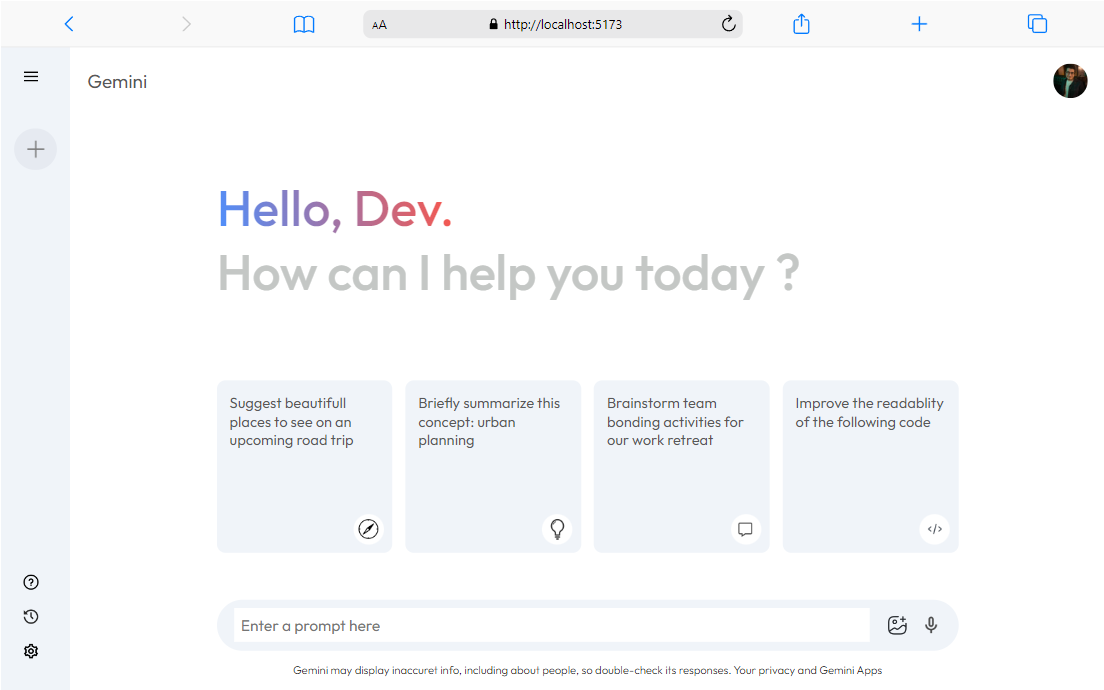 AA
http://localhost:5173
Gemini
Hello, Dev.
How can I help you today ?
Suggest beautifull
places to see on an
upcoming road trip
Briefly summarize this
concept: urban
planning
Brainstorm team
bonding activities for
our work retreat
Improve the readablity
of the following code
Enter a prompt here
Gemini may display inaccuret info, including about people, so double-check its responses. Your privacy and Gemini Apps